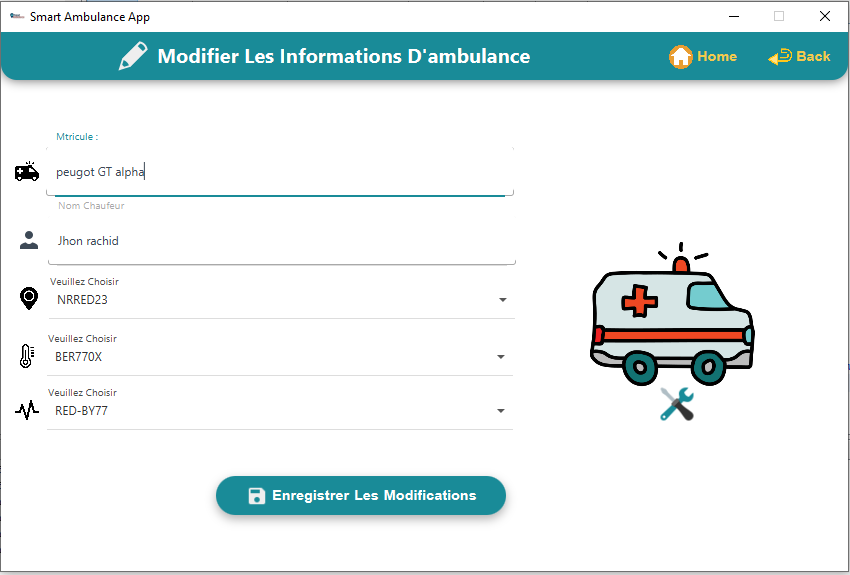 Smart Ambulance App
Modifier Les Informations D'ambulance
Home
Back
Mtricule :
peugot GT alpha
Nom Chaufeur
Jhon rachid
Veuillez Choisir
NRRED23
Veuillez Choisir
BER770X
Veuillez Choisir
RED-BY77
Enregistrer Les Modifications